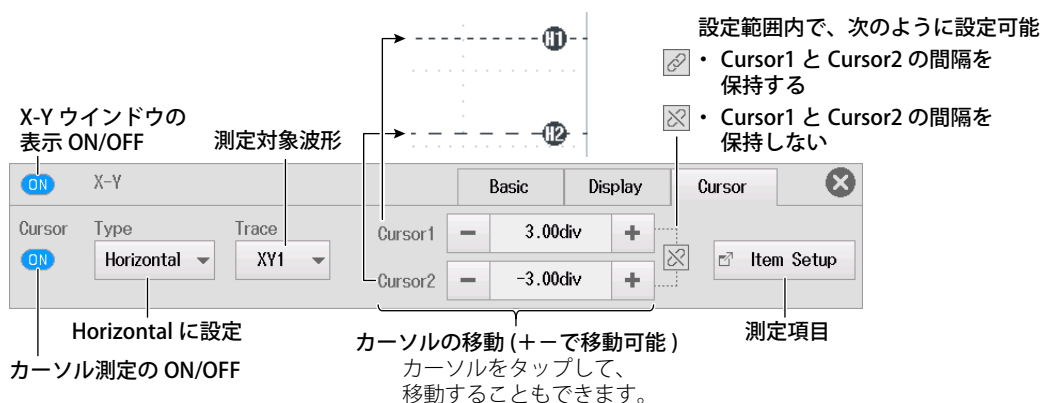 設定範囲内で、次のように設定可能
・ Cursor1 と Cursor2 の間隔を
保持する
・ Cursor1 と Cursor2 の間隔を
保持しない
H1
H2
X-Y ウインドウの
表示 ON/OFF
測定対象波形
ON X-Y Basic Display Cursor
Cursor Type Trace Cursor1 − 3.00div +
ON Horizontal XY1 Item Setup
Cursor2 − -3.00div +
Horizontal に設定
カーソル測定の ON/OFF
カーソルの移動 (+-で移動可能 )
カーソルをタップして、
移動することもできます。
測定項目